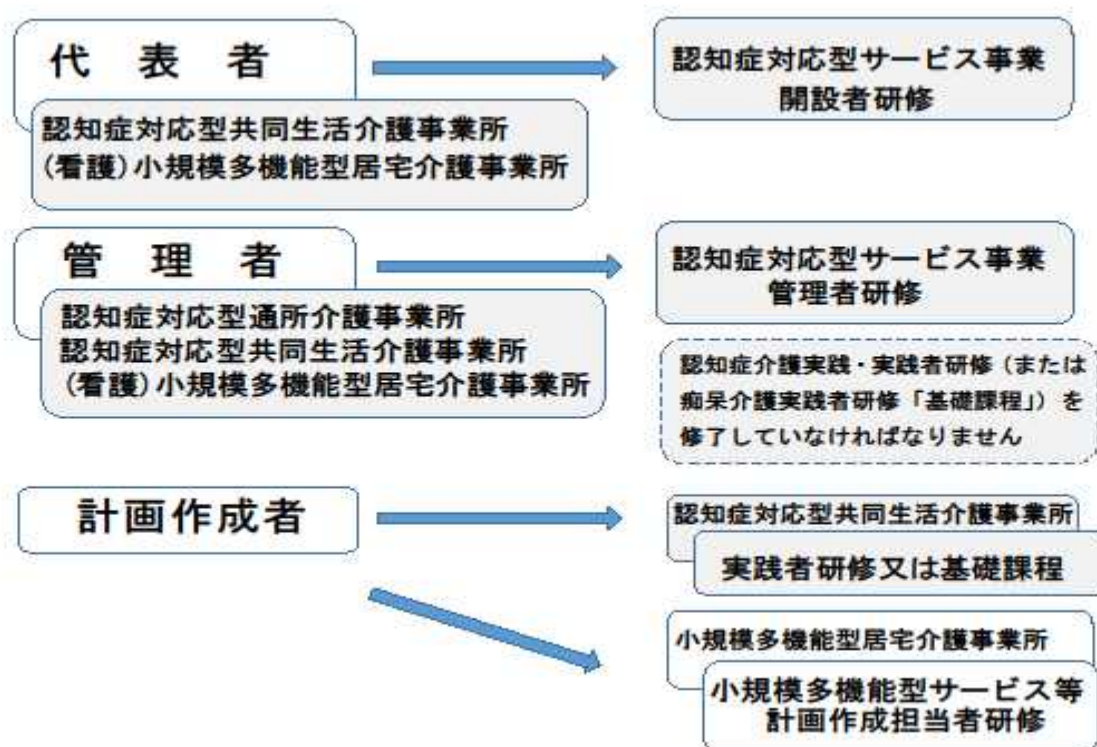 代　表　者
認知症対応型共同生活介護事業所
(看護)小規模多機能型居宅介護事業所
認知症対応型サービス事業
開設者研修
管　理　者
認知症対応型通所介護事業所
認知症対応型共同生活介護事業所
(看護)小規模多機能型居宅介護事業所
認知症対応型サービス事業
管理者研修
認知症介護実践・実践者研修（または
痴呆介護実践者研修「基礎課程」）を
修了していなければなりません
計画作成者
認知症対応型共同生活介護事業所
実践者研修又は基礎課程
小規模多機能型居宅介護事業所
小規模多機能型サービス等
計画作成担当者研修